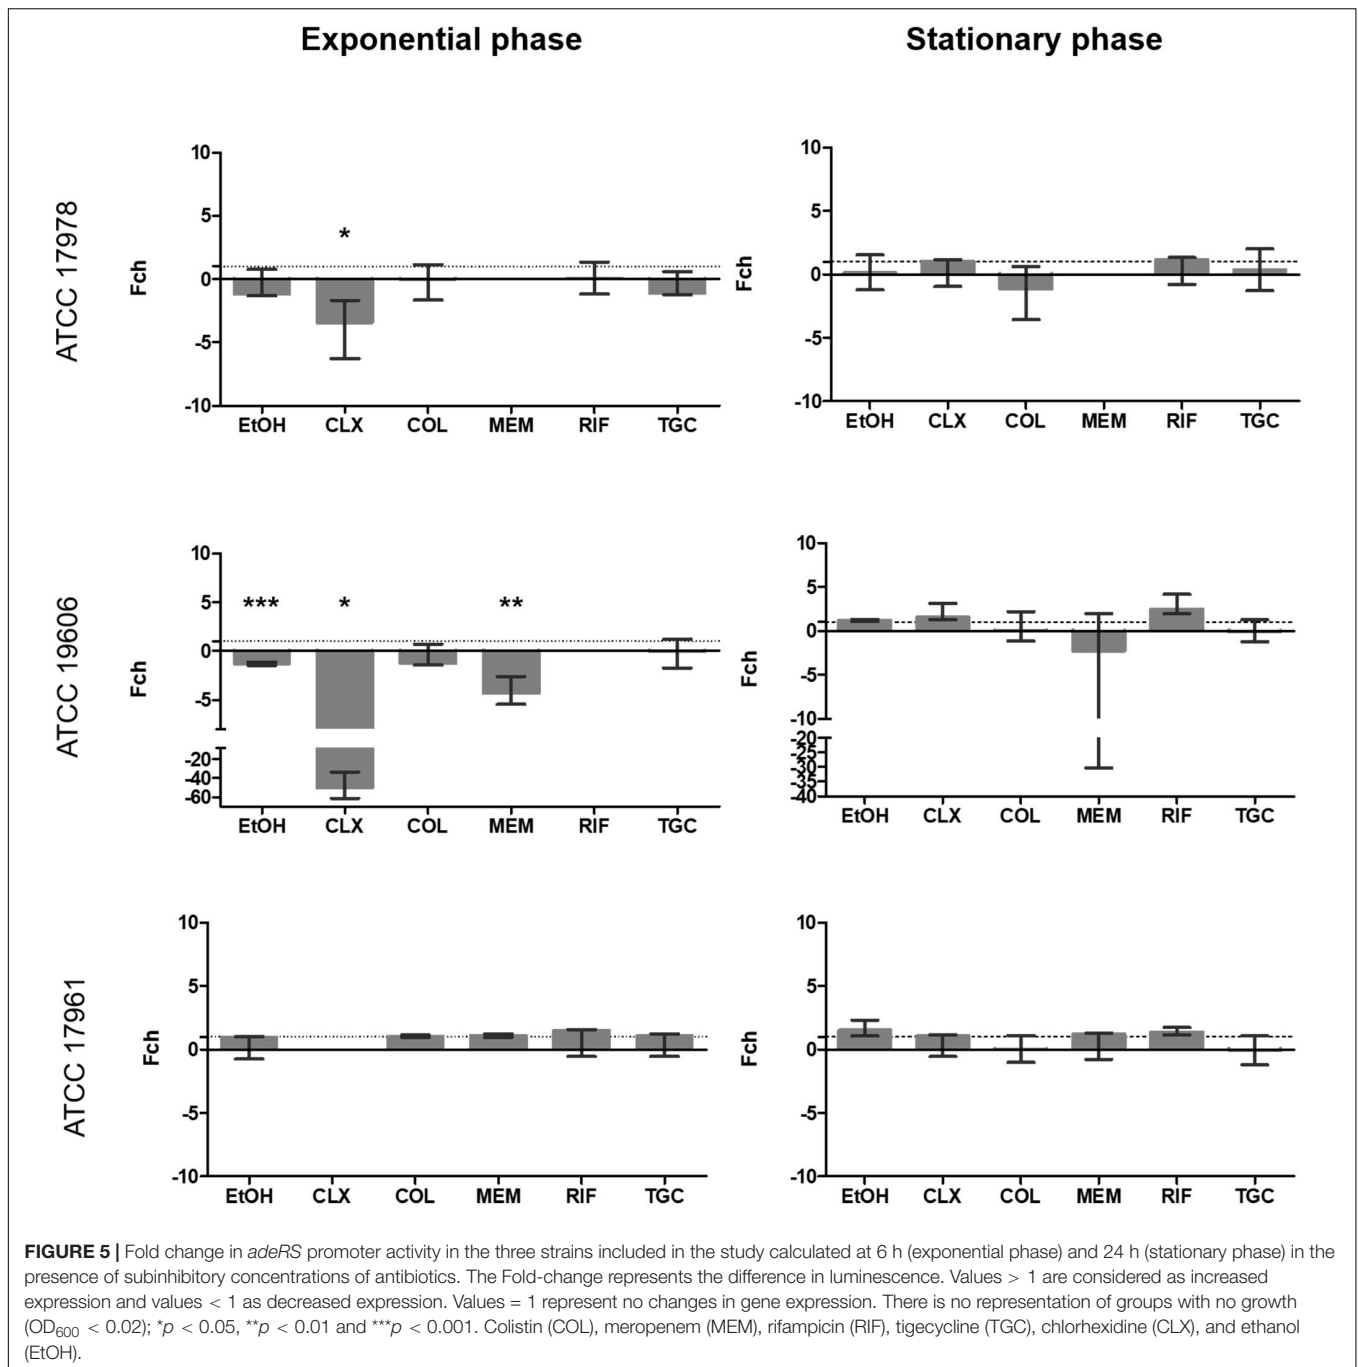 Exponential phase
Stationary phase
ATCC 17978
Fch
10
5
0
-5
-10
*
EtOH CLX COL MEM RIF TGC
Fch
10
5
0
-5
-10
EtOH CLX COL MEM RIF TGC
ATCC 19606
Fch
10
5
0
-5
-20
-40
-60
*** * **
EtOH CLX COL MEM RIF TGC
Fch
10
5
0
-5
-10
-20
-25
-30
-35
-40
EtOH CLX COL MEM RIF TGC
ATCC 17961
Fch
10
5
0
-5
-10
EtOH CLX COL MEM RIF TGC
Fch
10
5
0
-5
-10
EtOH CLX COL MEM RIF TGC
FIGURE 5 | Fold change in adeRS promoter activity in the three strains included in the study calculated at 6 h (exponential phase) and 24 h (stationary phase) in the
presence of subinhibitory concentrations of antibiotics. The Fold-change represents the difference in luminescence. Values > 1 are considered as increased
expression and values < 1 as decreased expression. Values = 1 represent no changes in gene expression. There is no representation of groups with no growth
(OD600 < 0.02); *p < 0.05, **p < 0.01 and ***p < 0.001. Colistin (COL), meropenem (MEM), rifampicin (RIF), tigecycline (TGC), chlorhexidine (CLX), and ethanol
(EtOH).